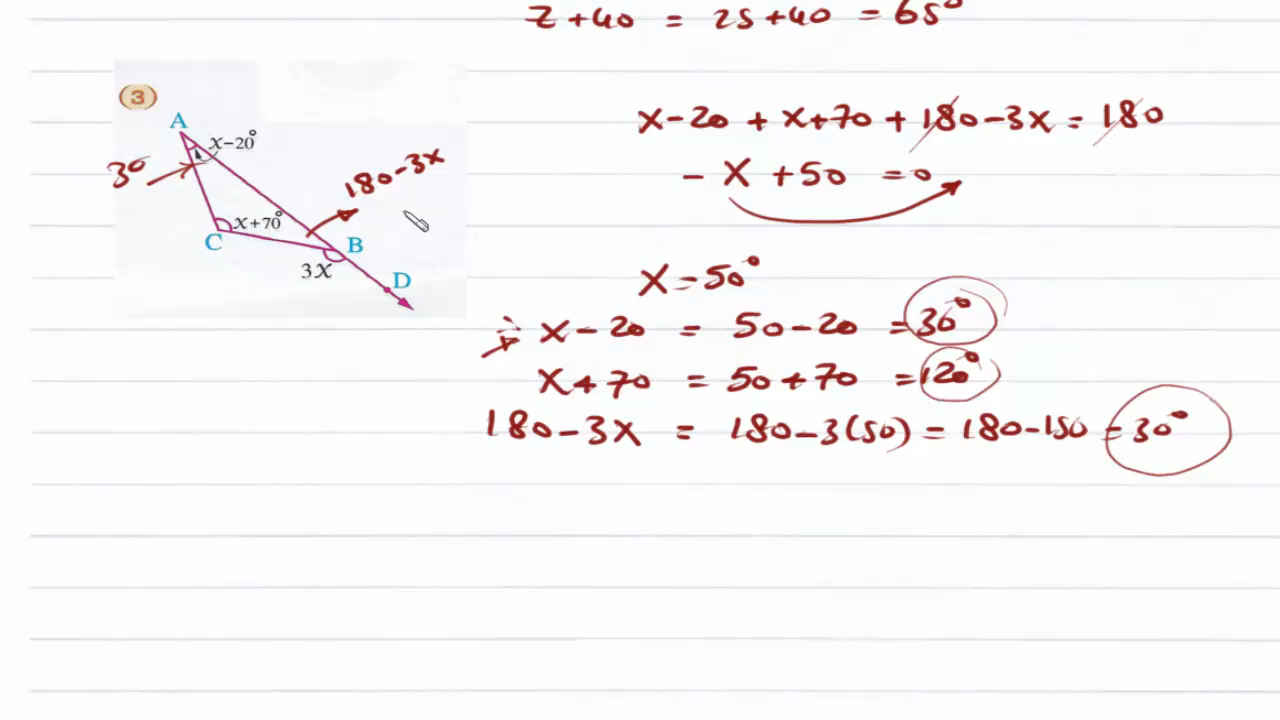 Z+40 = 25+40 = 65°
(3)
A
x-20°
30
180-3x
x+70°
C
B
3x
D
x-20 + x+70 + 180-3x = 180
- x +50 = 0
x = 50°
x-20 = 50-20 = 30°
x+70 = 50+70 = 120°
180-3x = 180-3(50) = 180-150 = 30°